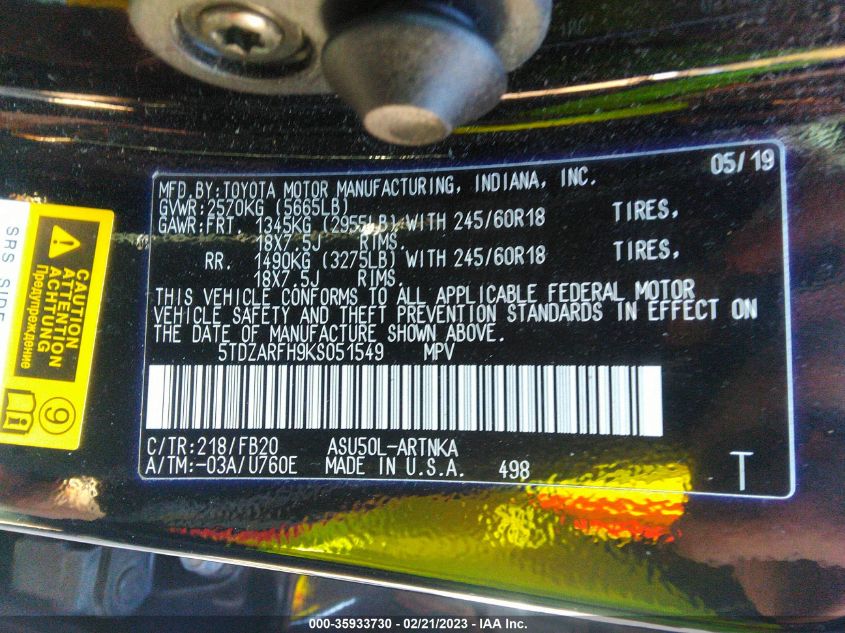 05/19
MFD.BY:TOYOTA MOTOR MANUFACTURING, INDIANA, INC.
GVWR:2570KG (5665LB)
GAWR:FRT. 1345KG (2955LB) WITH 245/60R18 TIRES,
18X7.5J RIMS.
RR. 1490KG (3275LB) WITH 245/60R18 TIRES,
18X7.5J RIMS.
THIS VEHICLE CONFORMS TO ALL APPLICABLE FEDERAL MOTOR
VEHICLE SAFETY AND THEFT PREVENTION STANDARDS IN EFFECT ON
THE DATE OF MANUFACTURE SHOWN ABOVE.
5TDZARFH9KS051549 MPV
C/TR:218/FB20 ASU50L-ARTNKA
A/TM:-03A/U760E MADE IN U.S.A. 498 T
CAUTION
ATTENTION
ACHTUNG
Предупреждение
SRS SIDE
9
000-35933730 - 02/21/2023 - IAA Inc.